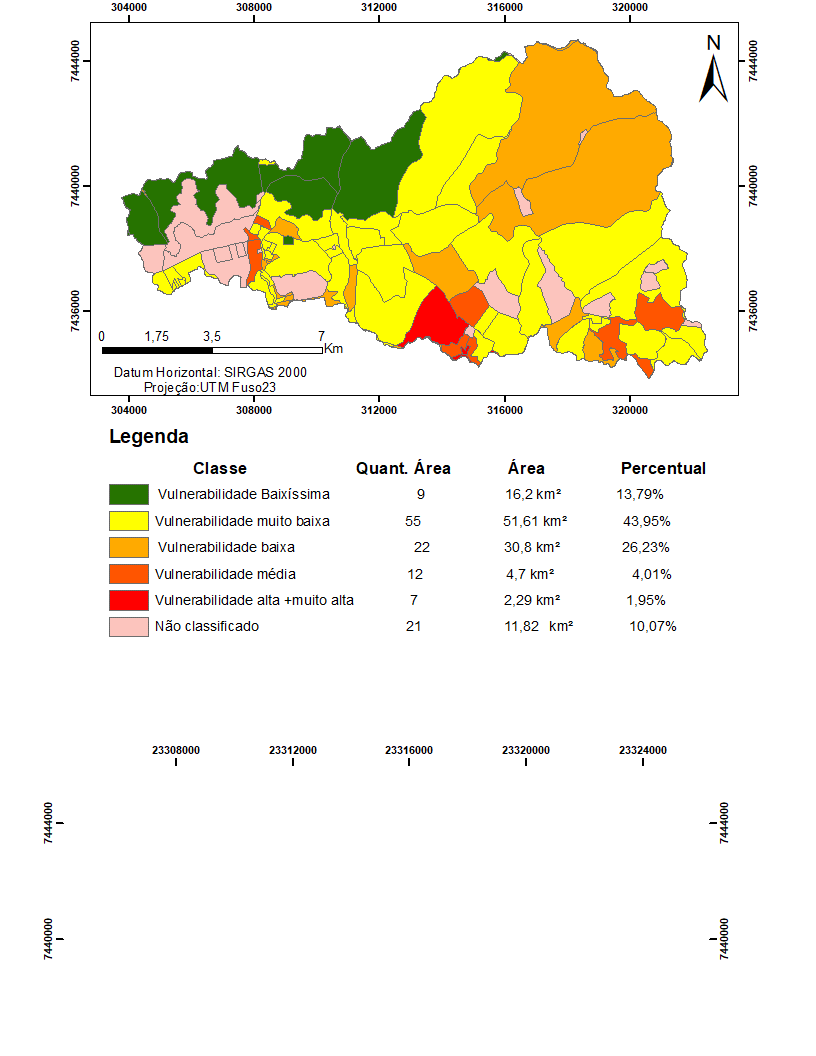 304000 308000 312000 316000 320000
N
7444000 7444000
7440000 7440000
7436000 7436000
0 1,75 3,5 7
Km
Datum Horizontal: SIRGAS 2000
Projeção:UTM Fuso23
304000 308000 312000 316000 320000
Legenda
Classe Quant. Área Área Percentual
Vulnerabilidade Baixíssima 9 16,2 km² 13,79%
Vulnerabilidade muito baixa 55 51,61 km² 43,95%
Vulnerabilidade baixa 22 30,8 km² 26,23%
Vulnerabilidade média 12 4,7 km² 4,01%
Vulnerabilidade alta +muito alta 7 2,29 km² 1,95%
Não classificado 21 11,82 km² 10,07%
23308000 23312000 23316000 23320000 23324000
7444000 7444000
7440000 7440000